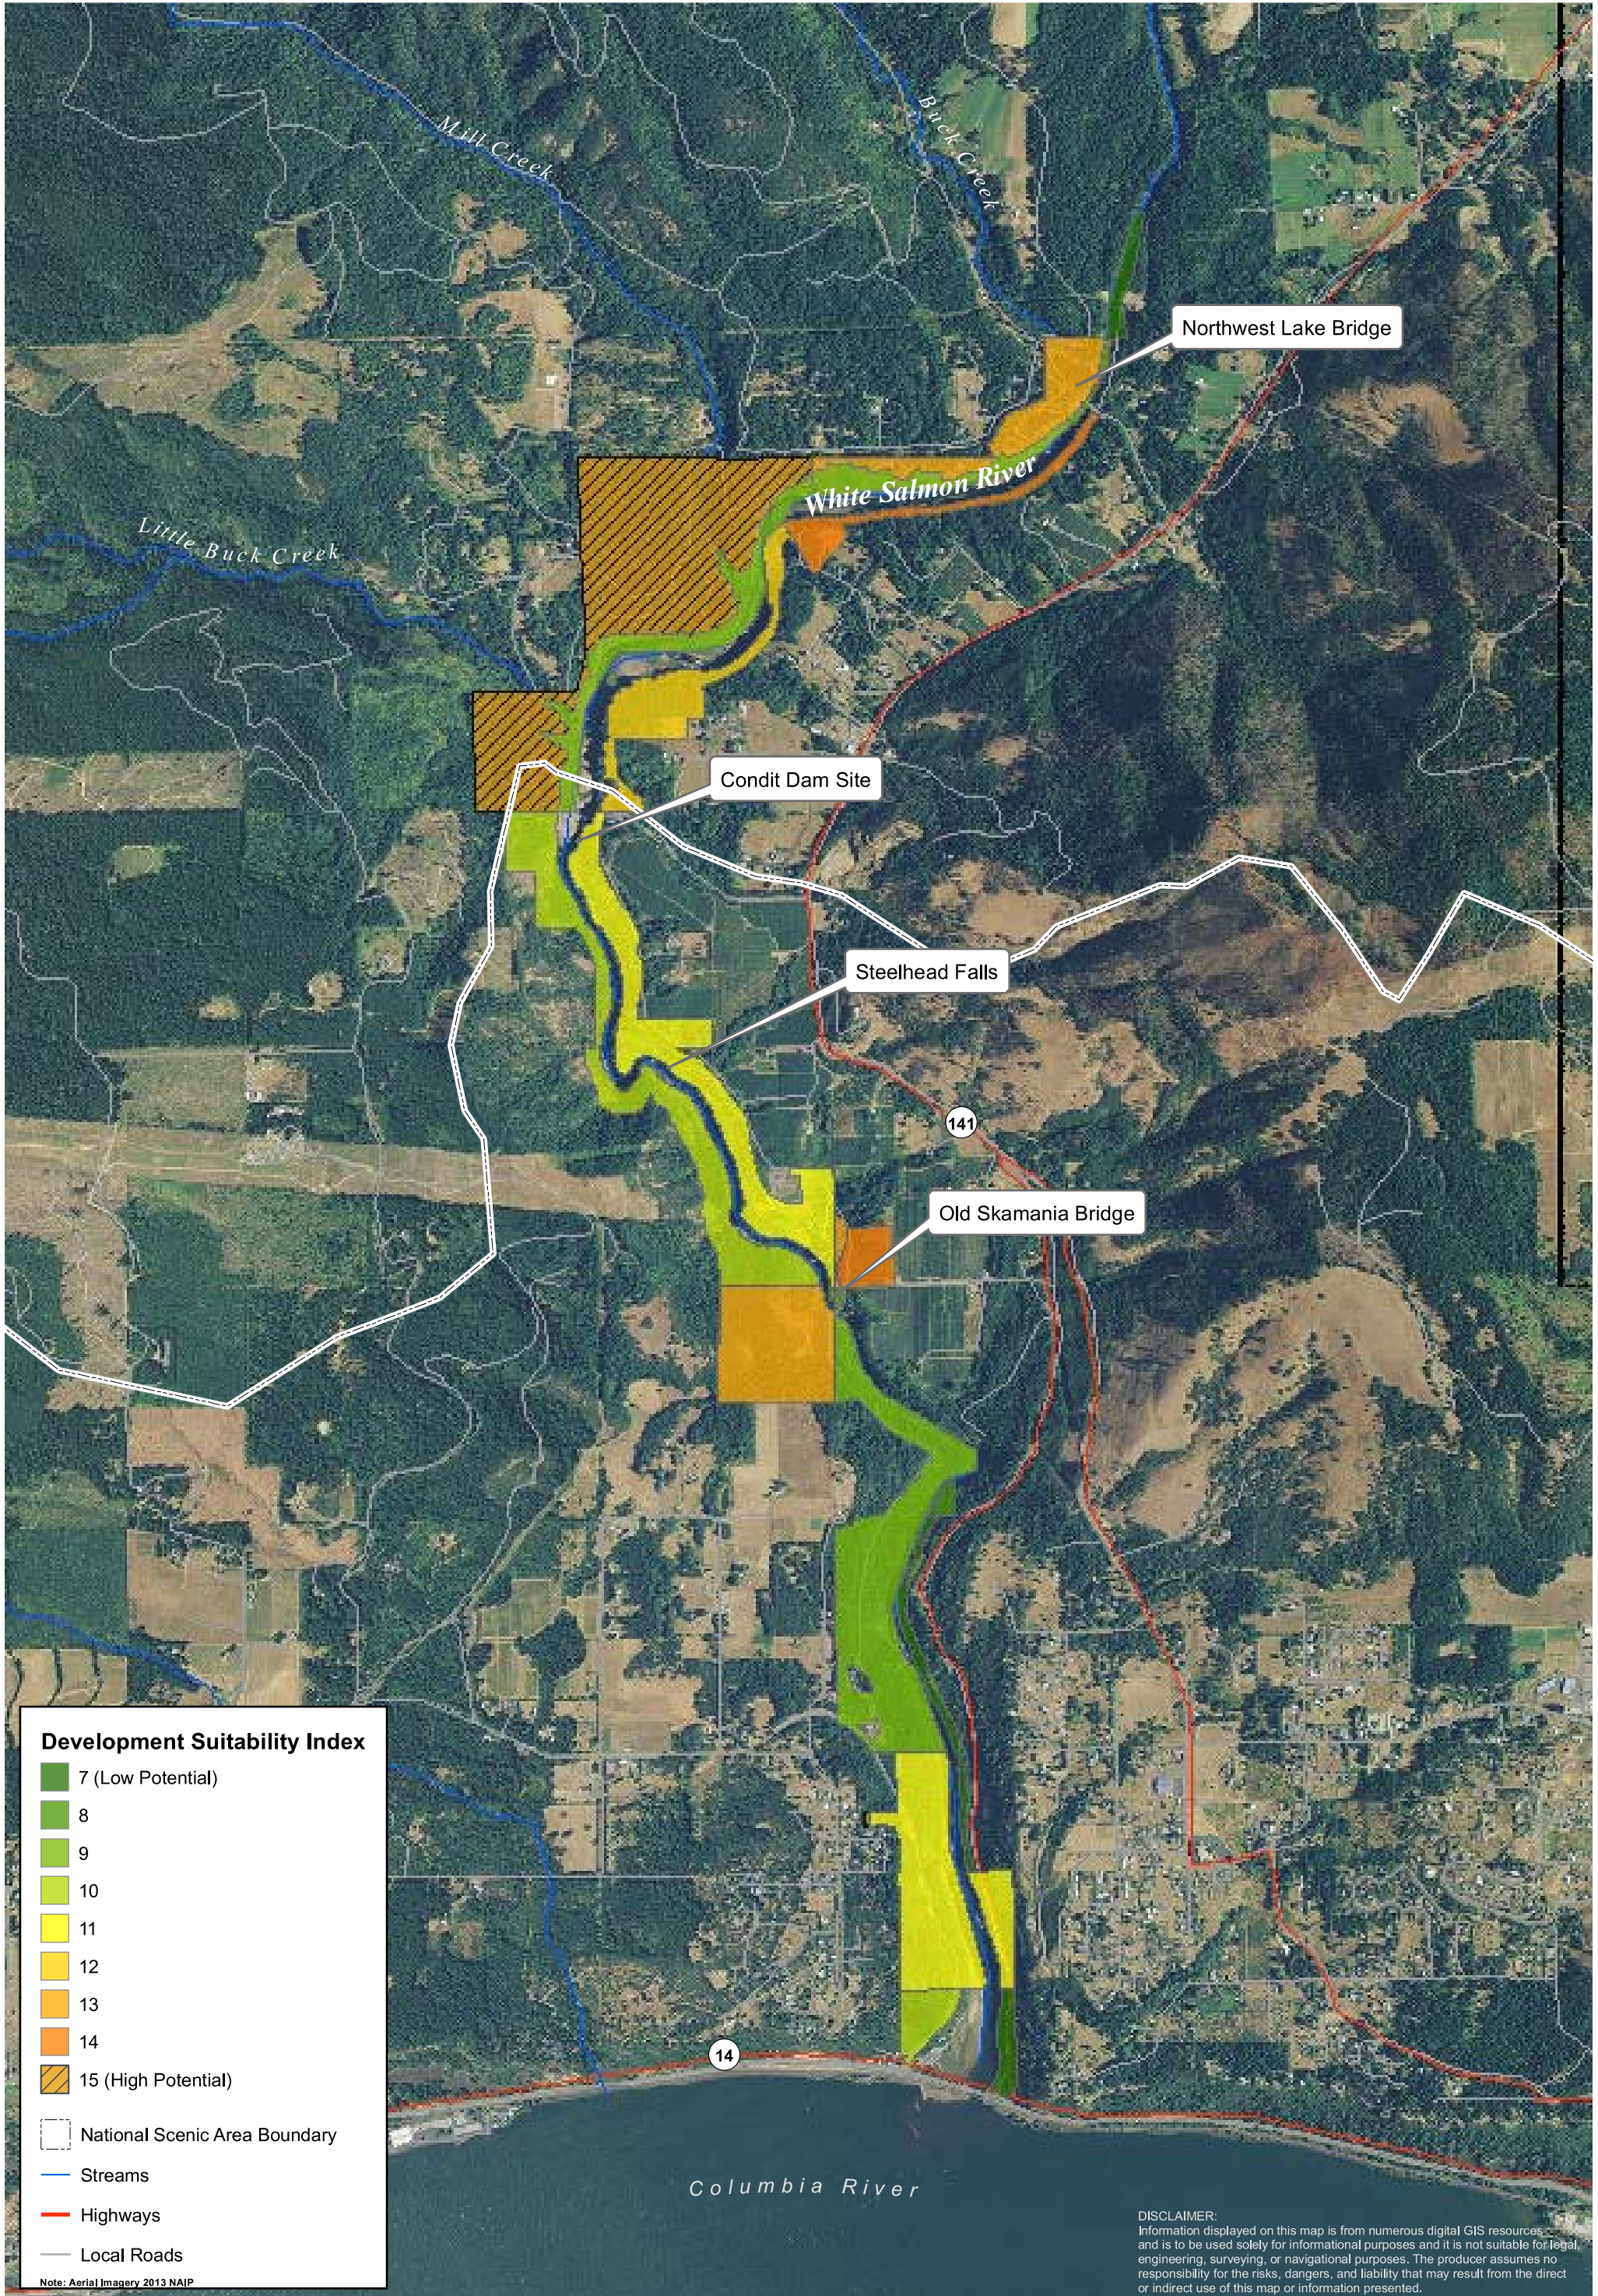 Mill Creek
Buck Creek
Northwest Lake Bridge
White Salmon River
Little Buck Creek
Condit Dam Site
Steelhead Falls
141
Old Skamania Bridge
Development Suitability Index
7 (Low Potential)
8
9
10
11
12
13
14
15 (High Potential)
National Scenic Area Boundary
Streams
Highways
Local Roads
Note: Aerial Imagery 2013 NAIP
14
Columbia River
DISCLAIMER:
Information displayed on this map is from numerous digital GIS resources
and is to be used solely for informational purposes and it is not suitable for legal,
engineering, surveying, or navigational purposes. The producer assumes no
responsibility for the risks, dangers, and liability that may result from the direct
or indirect use of this map or information presented.